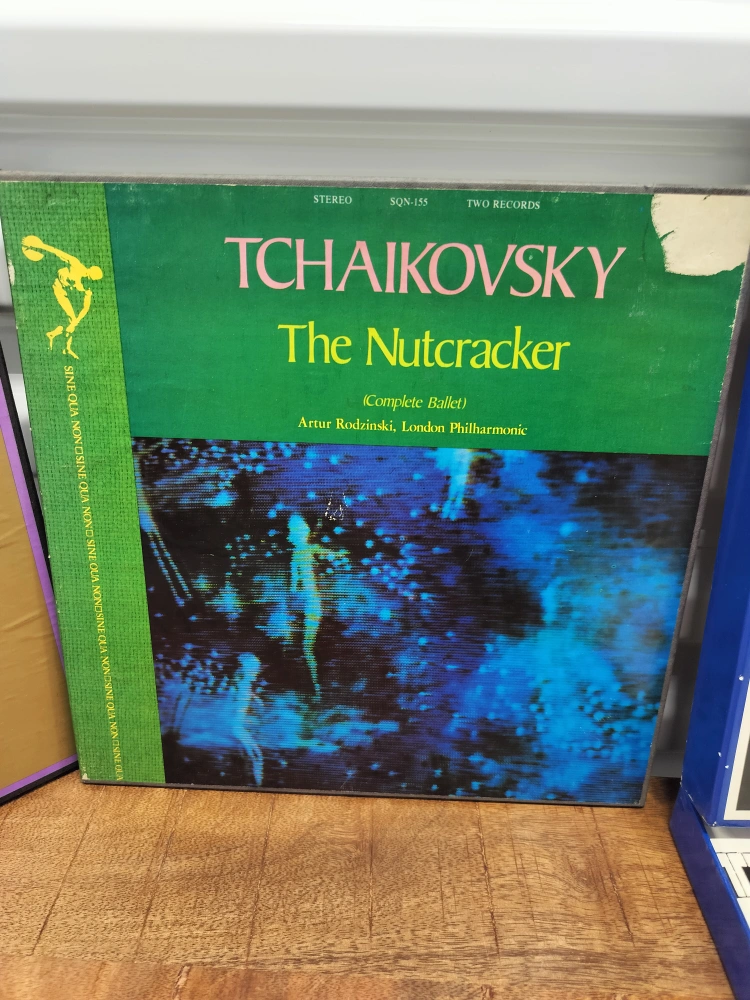 STEREO SQN-155 TWO RECORDS
TCHAIKOVSKY
The Nutcracker
(Complete Ballet)
Artur Rodzinski, London Philharmonic
SINE QUA NON□SINE QUA NON□SINE QUA NON□SINE QUA NON□SINE QUA NON□SINE QUA